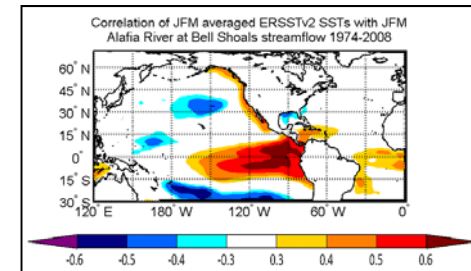 Correlation of JFM averaged ERSSTv2 SSTs with JFM
Alafia River at Bell Shoals streamflow 1974-2008
60° N
45° N
30° N
15° N
0°
15° S
30° S
120° E
180° W
120° W
60° W
0°
-0.6 -0.5 -0.4 -0.3 0.3 0.4 0.5 0.6